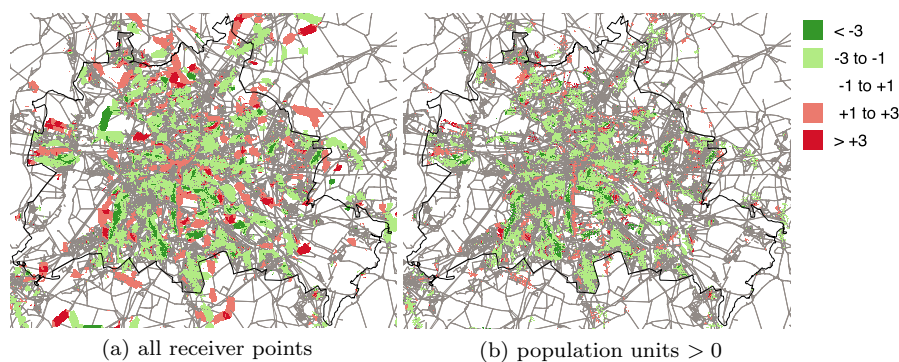 < -3
-3 to -1
-1 to +1
+1 to +3
> +3
(a) all receiver points
(b) population units > 0